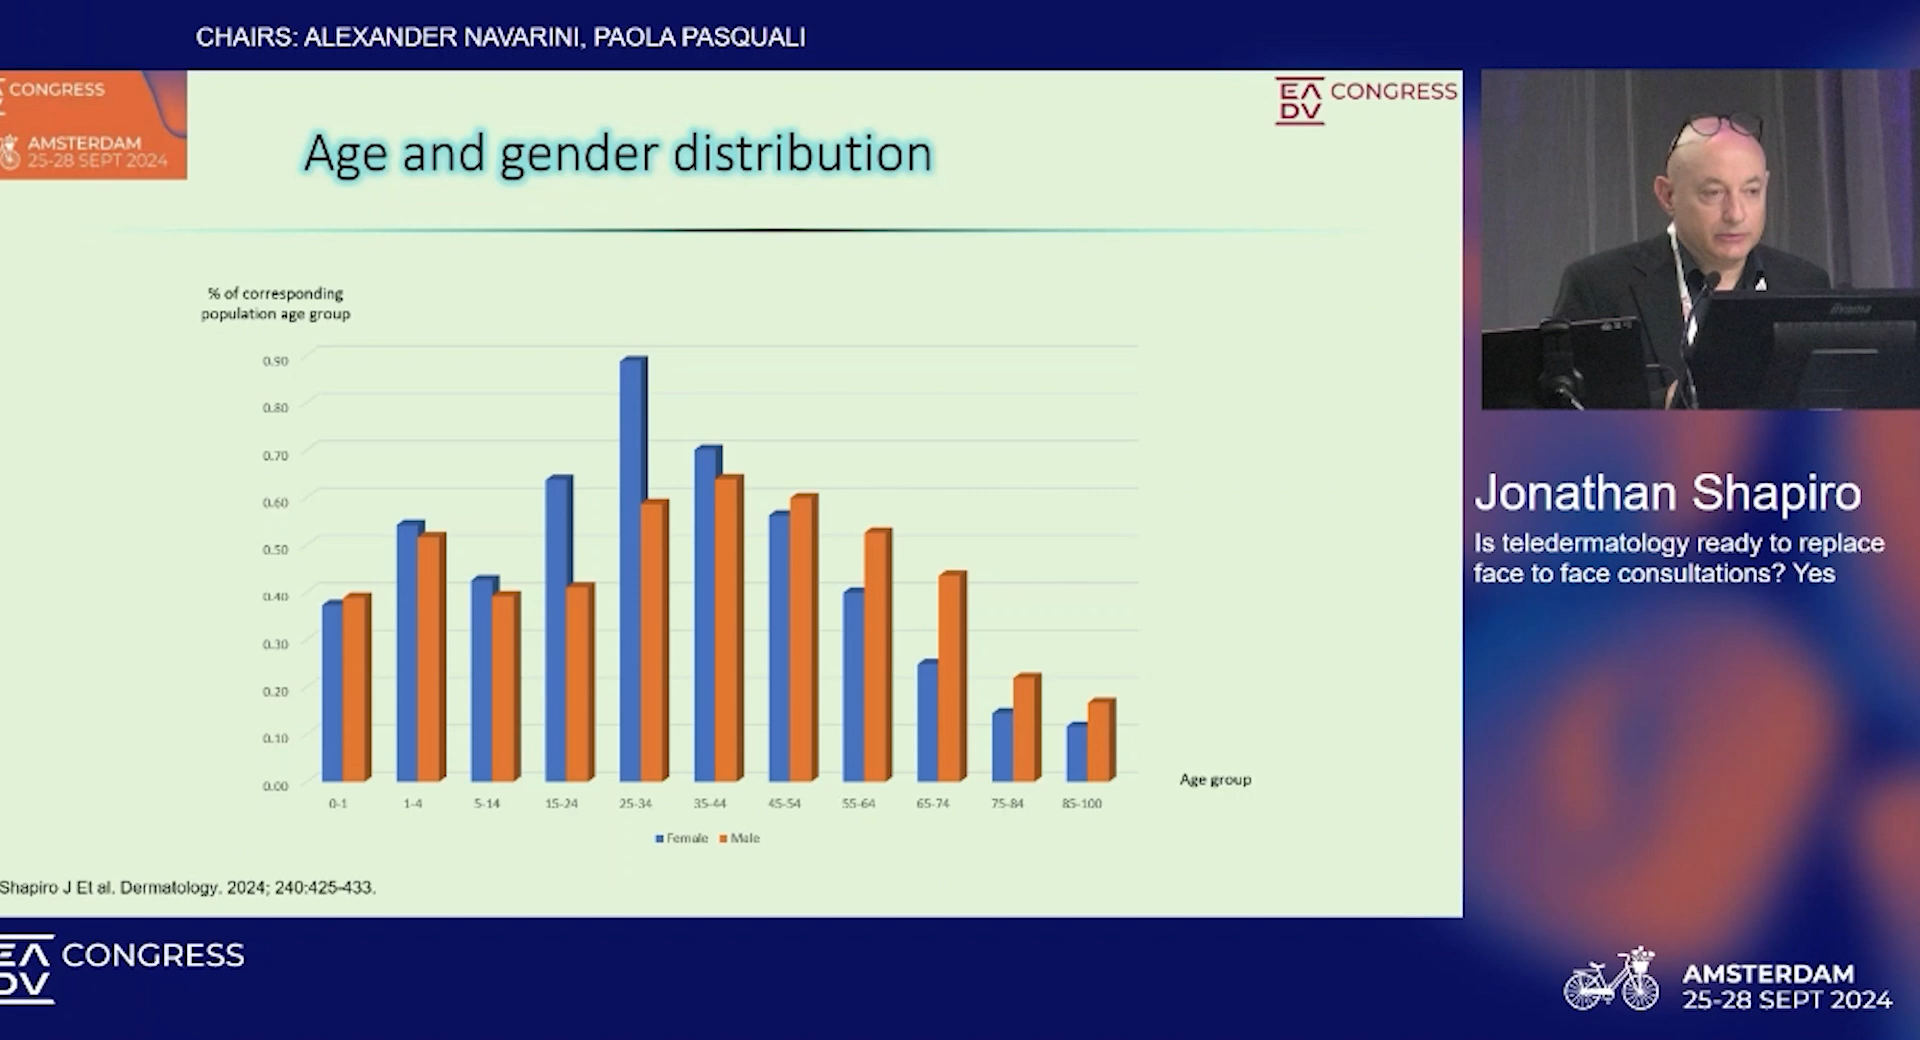 CHAIRS: ALEXANDER NAVARINI, PAOLA PASQUALI
CONGRESS
AMSTERDAM
25-28 SEPT 2024
EADV CONGRESS
Age and gender distribution
% of corresponding
population age group
0.90
0.80
0.70
0.60
0.50
0.40
0.30
0.20
0.10
0.00
0-1 1-4 5-14 15-24 25-34 35-44 45-54 55-64 65-74 75-84 85-100
Age group
Female Male
Shapiro J Et al. Dermatology. 2024; 240:425-433.
iiyama
Jonathan Shapiro
Is teledermatology ready to replace
face to face consultations? Yes
EADV CONGRESS
AMSTERDAM
25-28 SEPT 2024